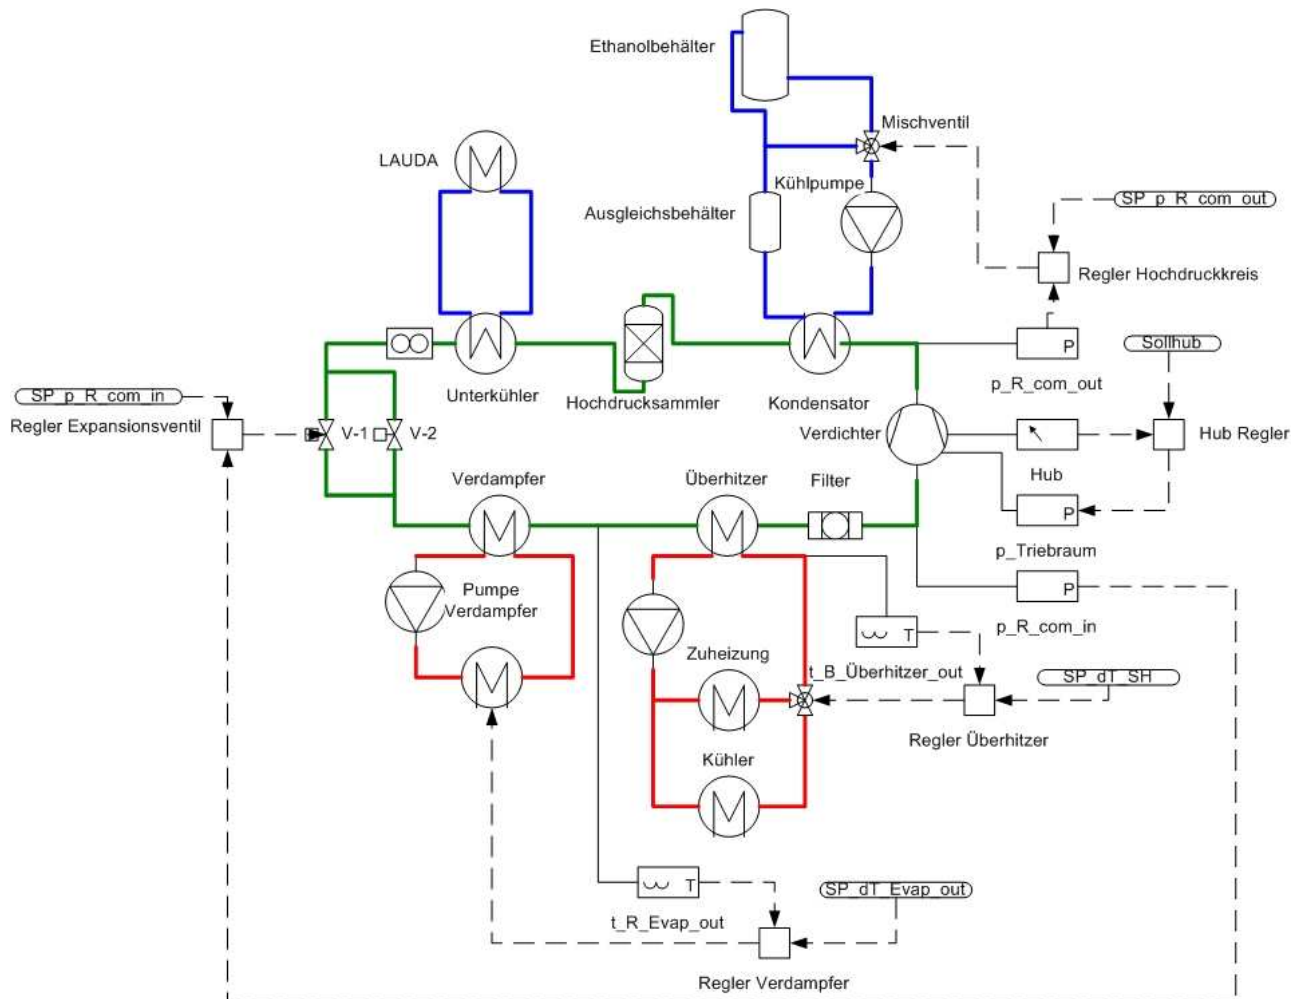 Ethanolbehälter
Mischventil
LAUDA
Kühlpumpe
Ausgleichsbehälter
SP_p_R_com_out
Regler Hochdruckkreis
P
Sollhub
p_R_com_out
SP_p_R_com_in
Unterkühler
Hochdrucksammler
Kondensator
Regler Expansionsventil
V-1
V-2
Verdichter
Hub Regler
Hub
Verdampfer
Überhitzer
Filter
P
p_Triebraum
Pumpe
Verdampfer
P
p_R_com_in
T
Zuheizung
t_B_Überhitzer_out
SP_dT_SH
Regler Überhitzer
Kühler
T
SP_dT_Evap_out
t_R_Evap_out
Regler Verdampfer